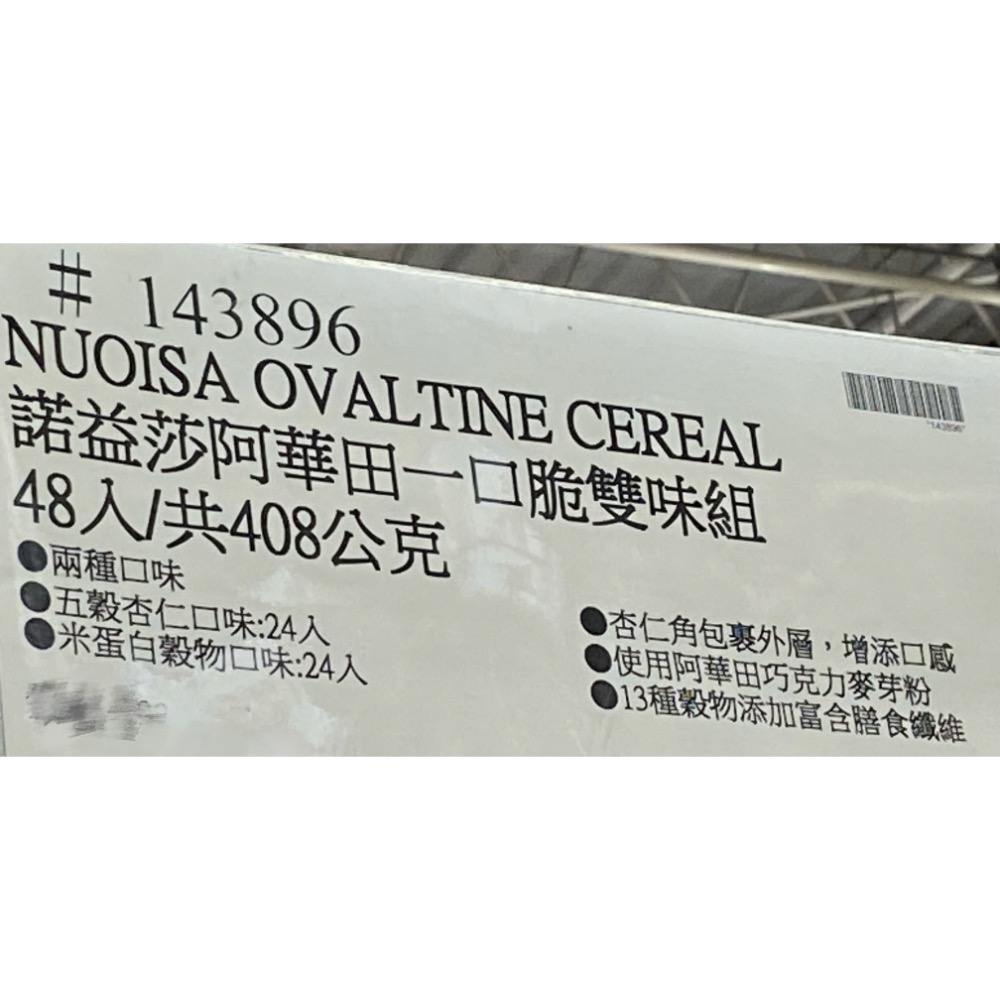 # 143896
NUOISA OVALTINE CEREAL
諾益莎阿華田一口脆雙味組
48入/共408公克
●兩種口味
●五穀杏仁口味:24入
●米蛋白穀物口味:24入
●杏仁角包裹外層，增添口感
●使用阿華田巧克力麥芽粉
●13種穀物添加富含膳食纖維
*143896*